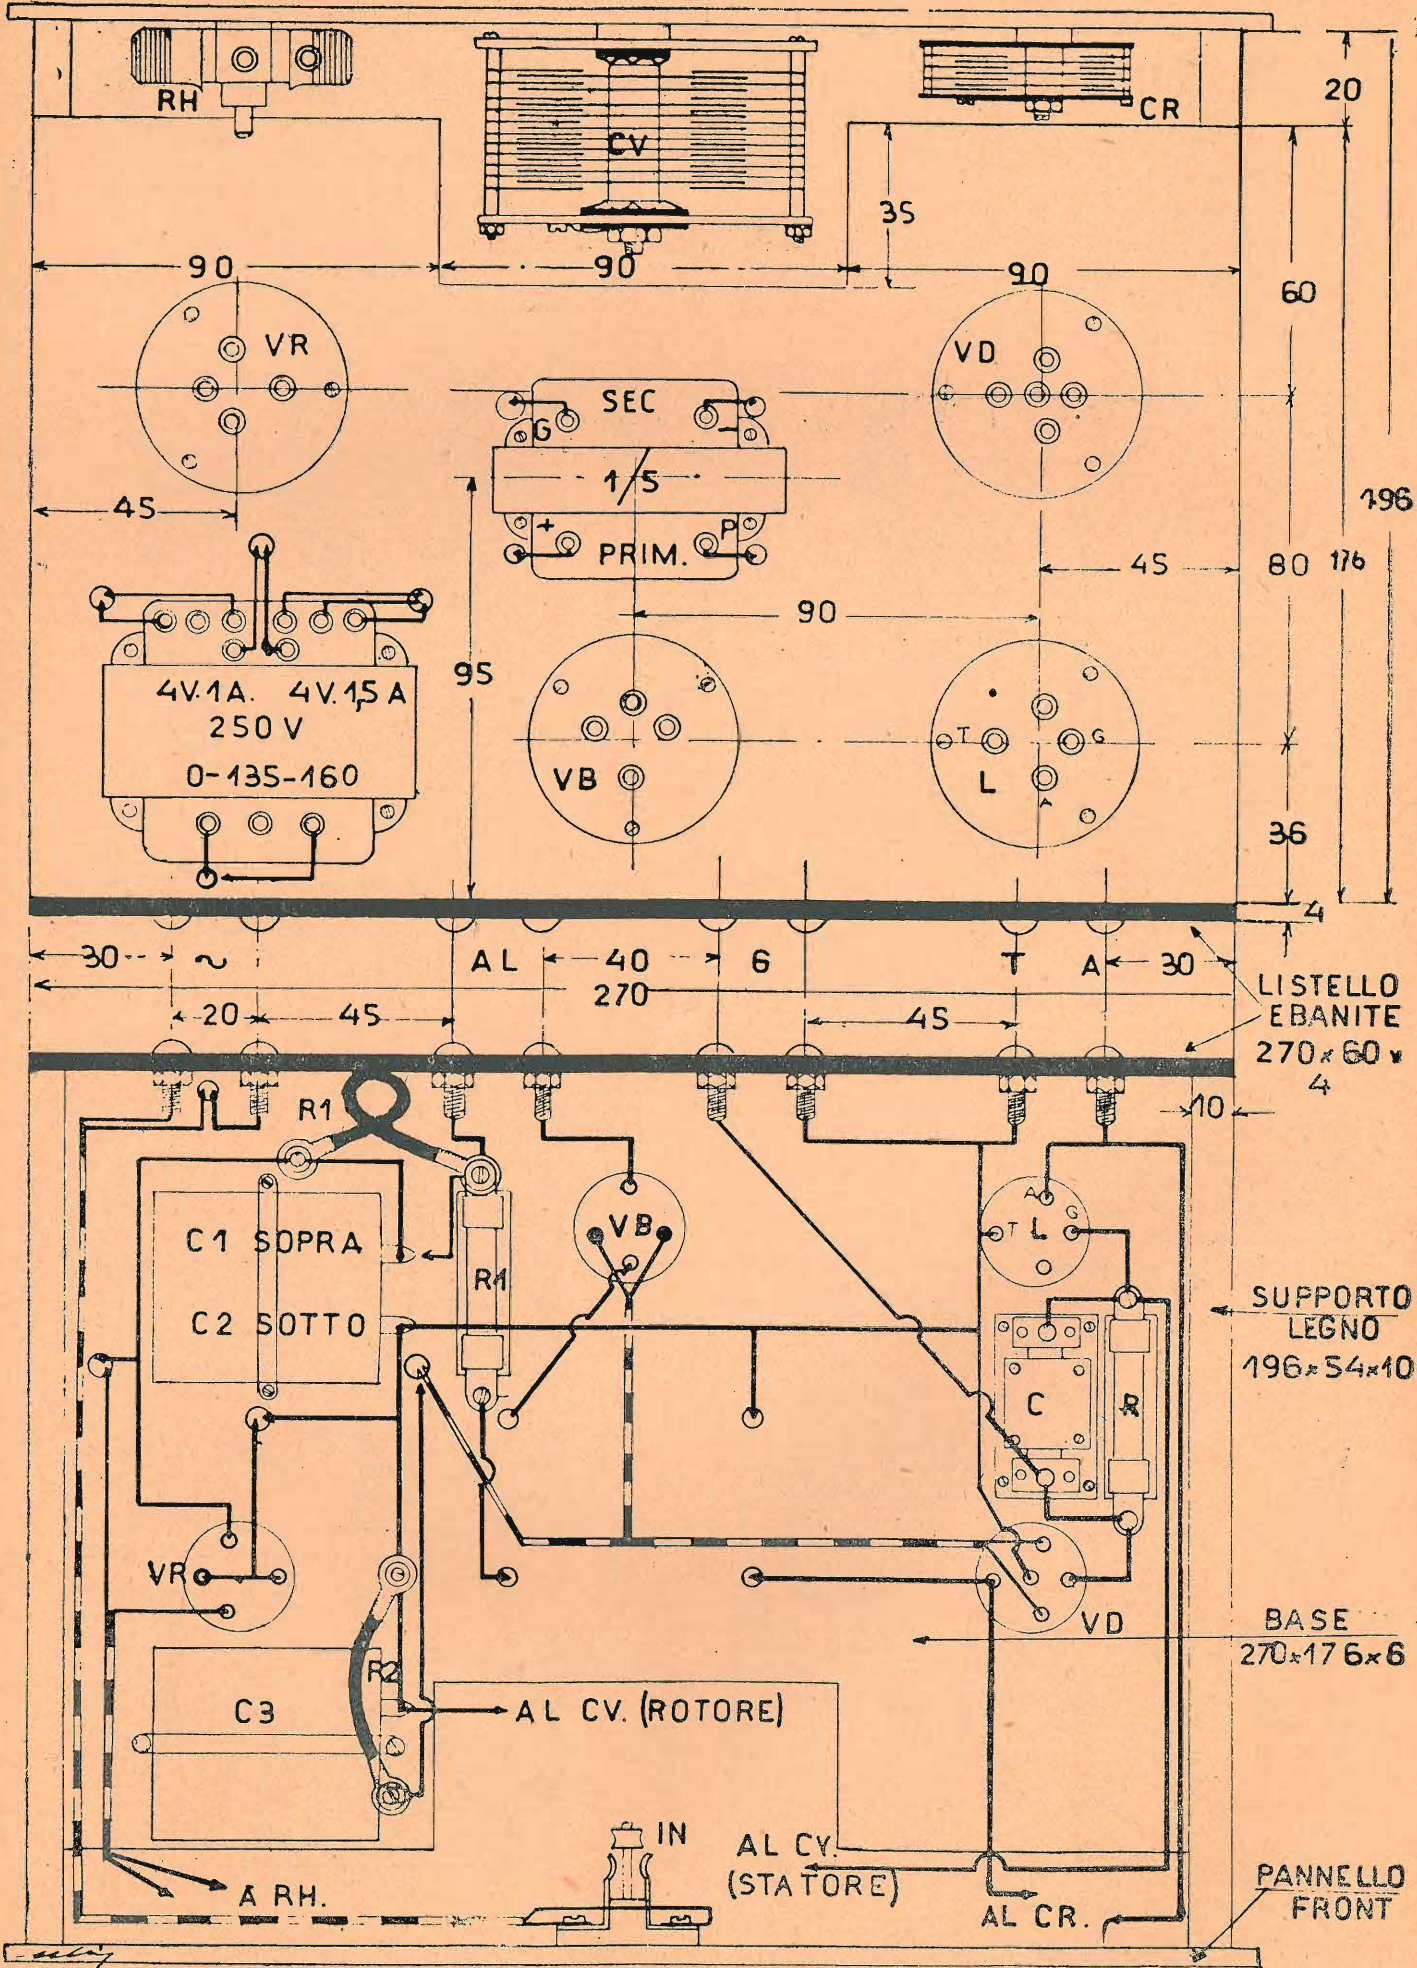 RH
CV
CR
20
35
90
90
90
60
VR
VD
SEC
G
-
1/5
+
P
PRIM.
45
196
45
80
176
90
95
4V.1A. 4V.1,5A
250 V
0-135-160
VB
T
G
L
A
36
4
30
~
AL
40
6
T
A
30
270
20
45
45
LISTELLO
EBANITE
270x60x
4
10
R1
C1 SOPRA
C2 SOTTO
R1
VB
A
G
T
L
SUPPORTO
LEGNO
196x54x10
C
R
VR
VD
BASE
270x176x6
R2
C3
AL CV. (ROTORE)
IN
AL CV.
(STATORE)
A RH.
AL CR.
PANNELLO
FRONT